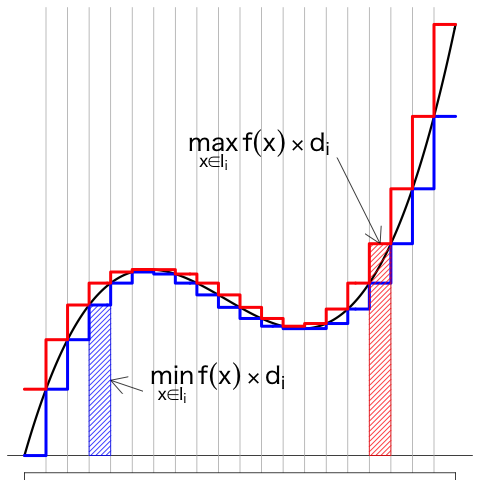 max f(x) × dᵢ
x∈Iᵢ
min f(x) × dᵢ
x∈Iᵢ